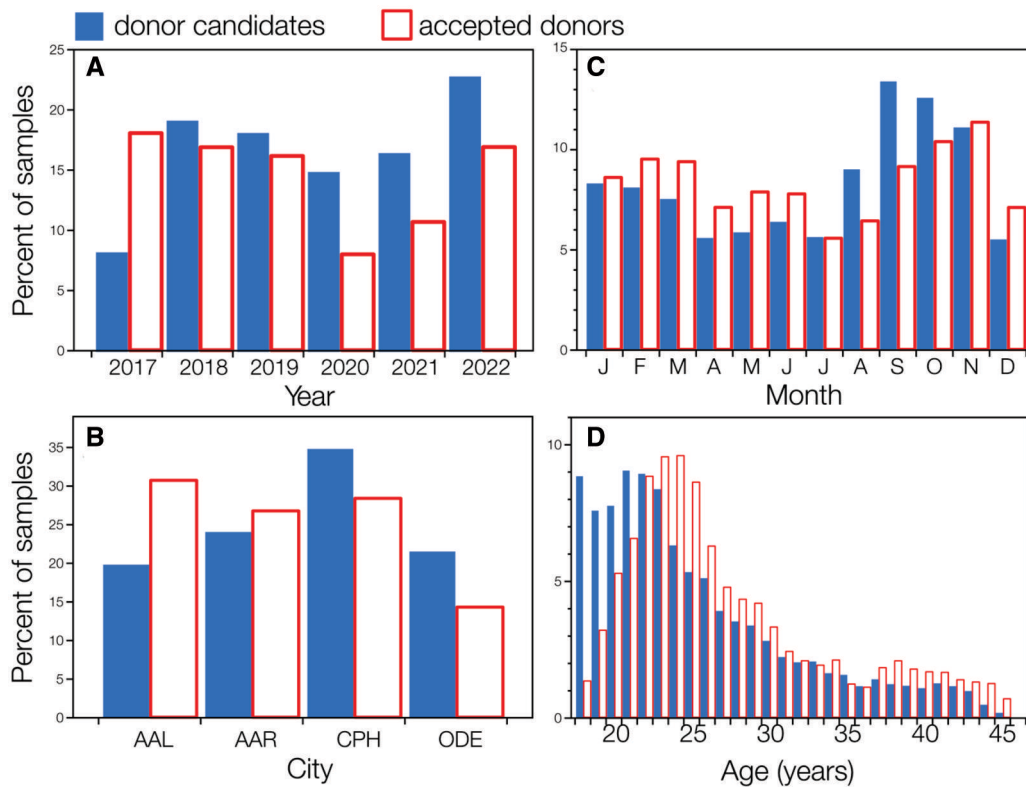 donor candidates accepted donors
A
Percent of samples
25
20
15
10
5
0
2017 2018 2019 2020 2021 2022
Year
C
15
10
5
0
J F M A M J J A S O N D
Month
B
Percent of samples
35
30
25
20
15
10
5
0
AAL AAR CPH ODE
City
D
10
5
0
20 25 30 35 40 45
Age (years)